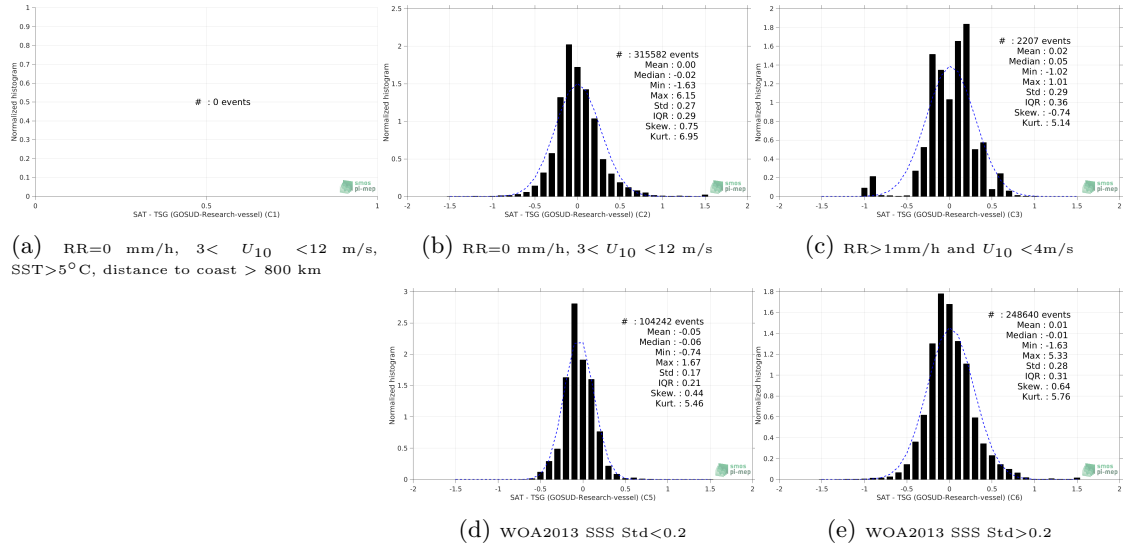 1
0.9
0.8
0.7
0.6
0.5
0.4
0.3
0.2
0.1
0
Normalized histogram
# : 0 events
smos
pi-mep
0 0.5 1
SAT - TSG (GOSUD-Research-vessel) (C1)
(a) RR=0 mm/h, 3< U10 <12 m/s,
SST>5°C, distance to coast > 800 km
2.5
2
1.5
1
0.5
0
Normalized histogram
# : 315582 events
Mean : 0.00
Median : -0.02
Min : -1.63
Max : 6.15
Std : 0.27
IQR : 0.29
Skew. : 0.75
Kurt. : 6.95
smos
pi-mep
-2 -1.5 -1 -0.5 0 0.5 1 1.5 2
SAT - TSG (GOSUD-Research-vessel) (C2)
(b) RR=0 mm/h, 3< U10 <12 m/s
2
1.8
1.6
1.4
1.2
1
0.8
0.6
0.4
0.2
0
Normalized histogram
# : 2207 events
Mean : 0.02
Median : 0.05
Min : -1.02
Max : 1.01
Std : 0.29
IQR : 0.36
Skew. : -0.74
Kurt. : 5.14
smos
pi-mep
-2 -1.5 -1 -0.5 0 0.5 1 1.5 2
SAT - TSG (GOSUD-Research-vessel) (C3)
(c) RR>1mm/h and U10 <4m/s
3
2.5
2
1.5
1
0.5
0
Normalized histogram
# : 104242 events
Mean : -0.05
Median : -0.06
Min : -0.74
Max : 1.67
Std : 0.17
IQR : 0.21
Skew. : 0.44
Kurt. : 5.46
smos
pi-mep
-2 -1.5 -1 -0.5 0 0.5 1 1.5 2
SAT - TSG (GOSUD-Research-vessel) (C5)
(d) WOA2013 SSS Std<0.2
1.8
1.6
1.4
1.2
1
0.8
0.6
0.4
0.2
0
Normalized histogram
# : 248640 events
Mean : 0.01
Median : -0.01
Min : -1.63
Max : 5.33
Std : 0.28
IQR : 0.31
Skew. : 0.64
Kurt. : 5.76
smos
pi-mep
-2 -1.5 -1 -0.5 0 0.5 1 1.5 2
SAT - TSG (GOSUD-Research-vessel) (C6)
(e) WOA2013 SSS Std>0.2